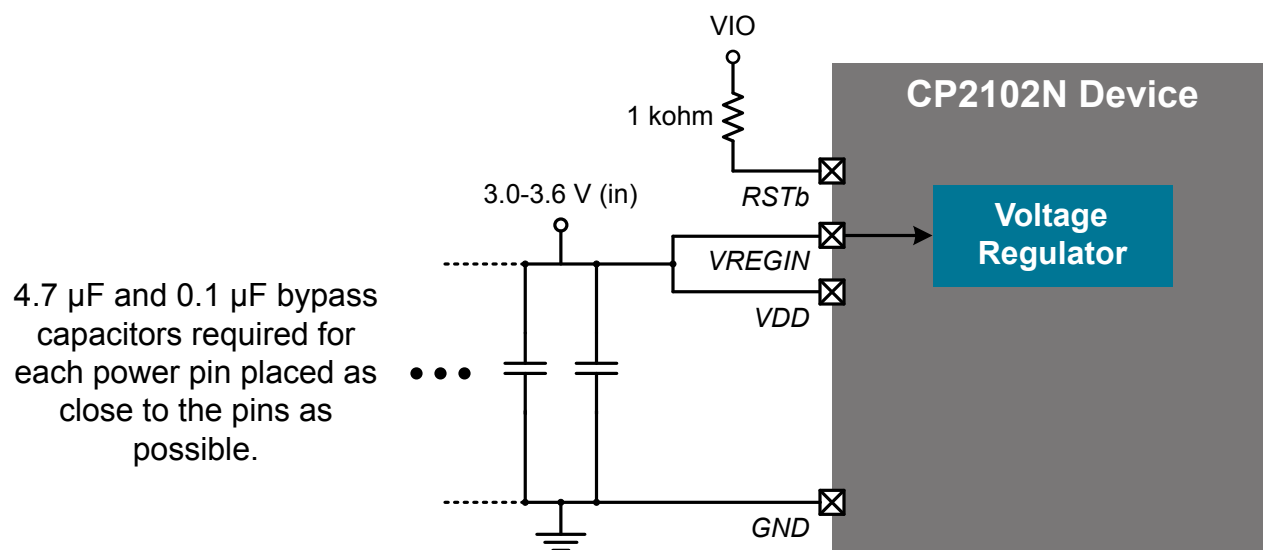 VIO
CP2102N Device
1 kohm
RSTb
3.0-3.6 V (in)
Voltage
Regulator
VREGIN
VDD
4.7 µF and 0.1 µF bypass
capacitors required for
each power pin placed as
close to the pins as
possible.
GND